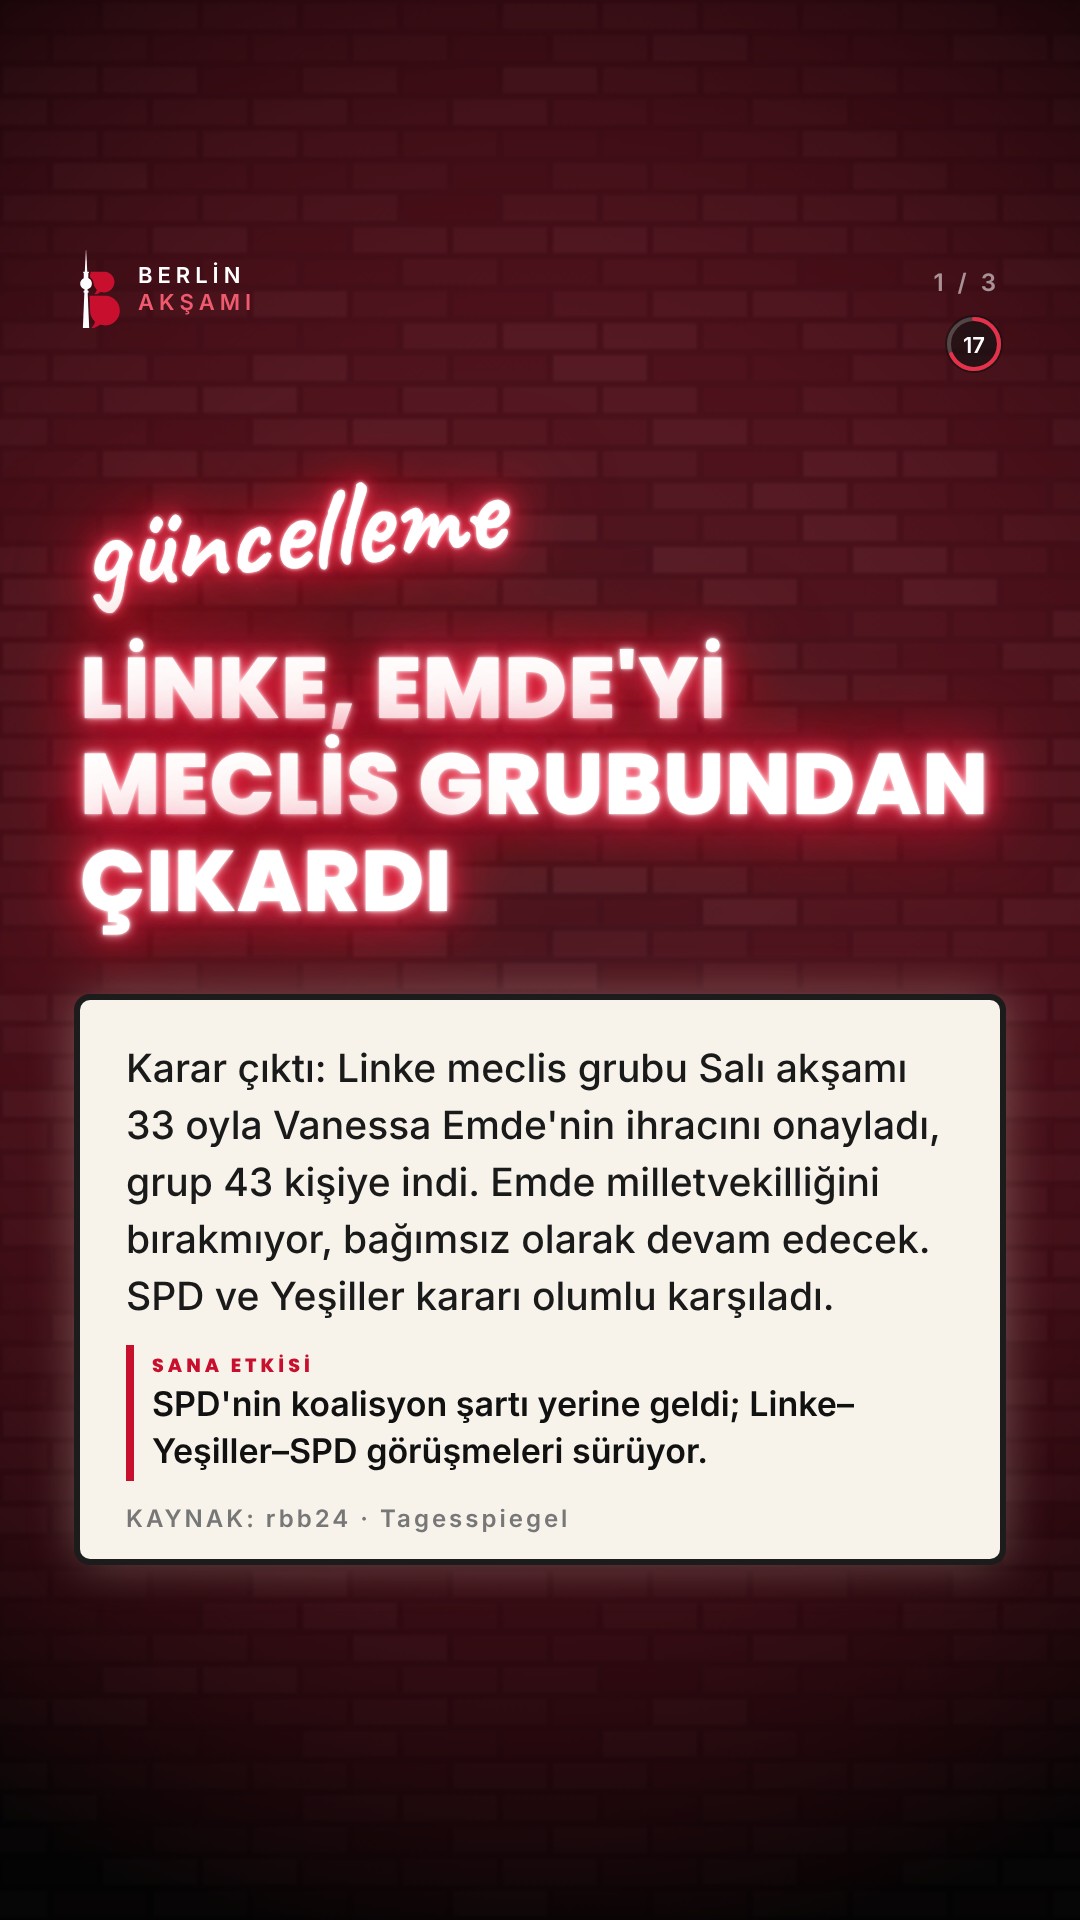 BERLİN
AKŞAMI
1 / 3
17
güncelleme
LİNKE, EMDE'Yİ
MECLİS GRUBUNDAN
ÇIKARDI
Karar çıktı: Linke meclis grubu Salı akşamı
33 oyla Vanessa Emde'nin ihracını onayladı,
grup 43 kişiye indi. Emde milletvekilliğini
bırakmıyor, bağımsız olarak devam edecek.
SPD ve Yeşiller kararı olumlu karşıladı.
SANA ETKİSİ
SPD'nin koalisyon şartı yerine geldi; Linke–
Yeşiller–SPD görüşmeleri sürüyor.
KAYNAK: rbb24 · Tagesspiegel